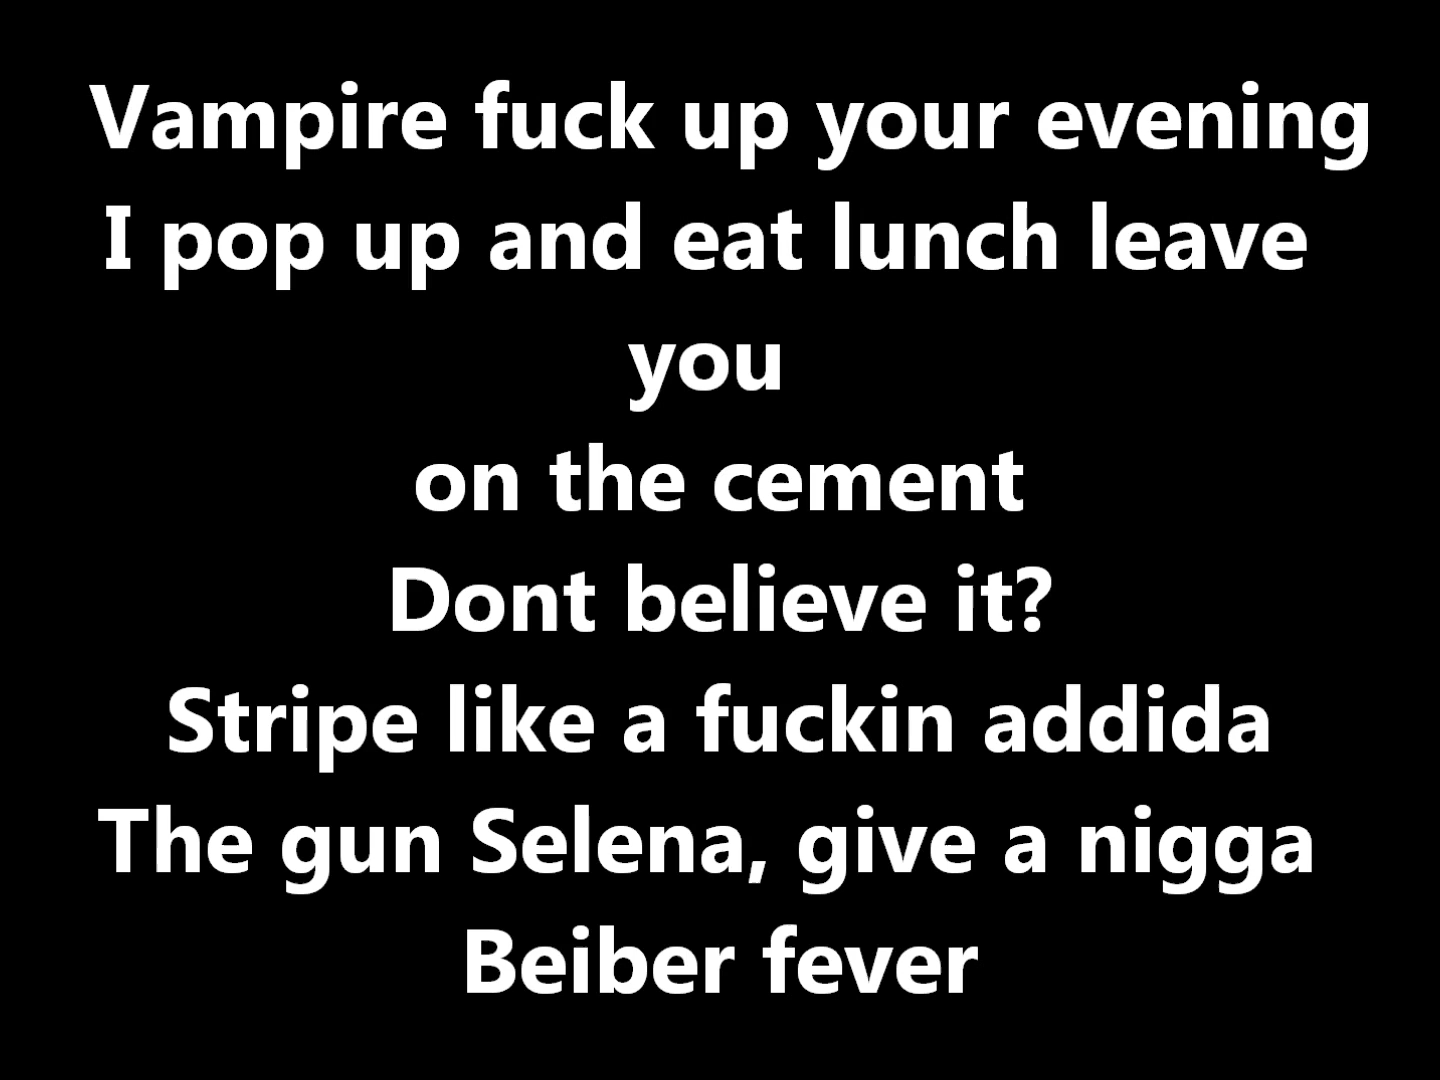 Vampire fuck up your evening
I pop up and eat lunch leave
you
on the cement
Dont believe it?
Stripe like a fuckin addida
The gun Selena, give a nigga
Beiber fever